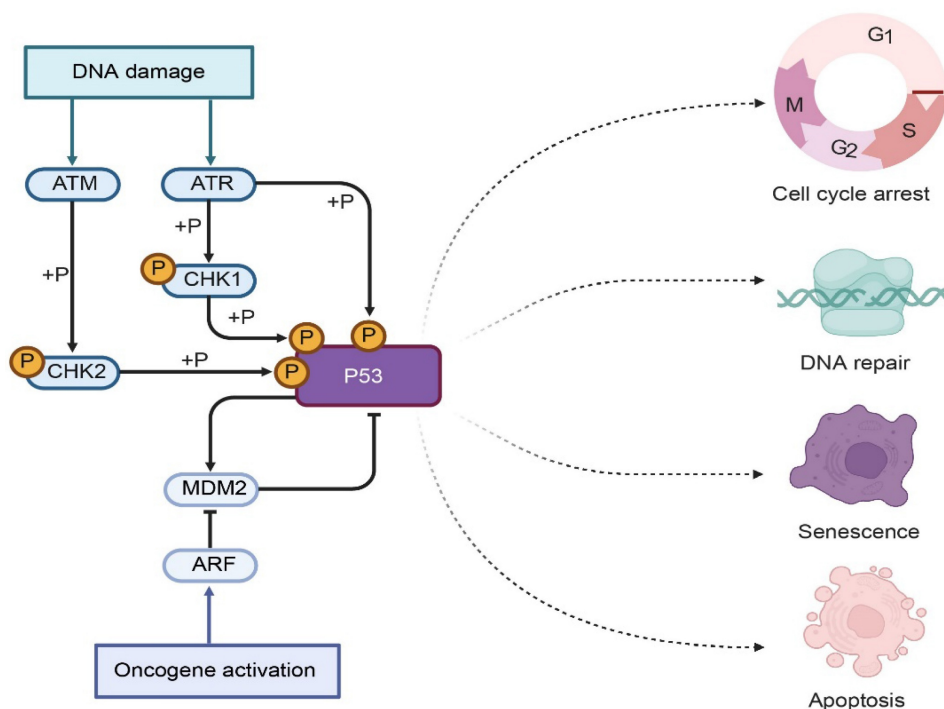 DNA damage
ATM
ATR
+P
+P
+P
P
CHK1
+P
P
P
P
CHK2
+P
P
P53
MDM2
ARF
Oncogene activation
G1
M
S
G2
Cell cycle arrest
DNA repair
Senescence
Apoptosis